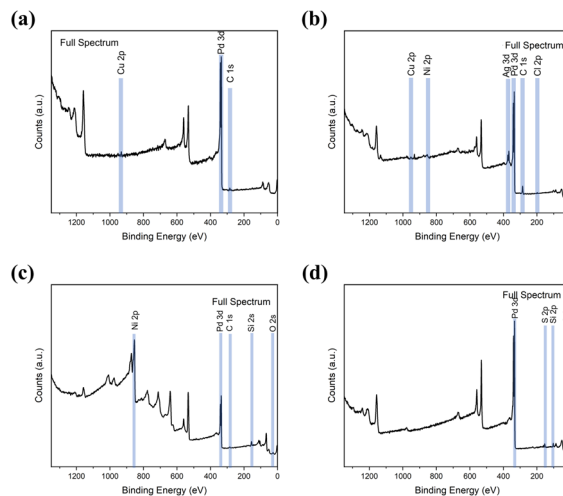 (a)
Full Spectrum
Cu 2p
Pd 3d
C 1s
Counts (a.u.)
1200 1000 800 600 400 200 0
Binding Energy (eV)
(b)
Full Spectrum
Cu 2p
Ni 2p
Ag 3d
Pd 3d
C 1s
Cl 2p
Counts (a.u.)
1200 1000 800 600 400 200 0
Binding Energy (eV)
(c)
Full Spectrum
Ni 2p
Pd 3d
C 1s
Si 2s
O 2s
Counts (a.u.)
1200 1000 800 600 400 200 0
Binding Energy (eV)
(d)
Full Spectrum
Pd 3d
S 2p
Si 2p
Counts (a.u.)
1200 1000 800 600 400 200 0
Binding Energy (eV)